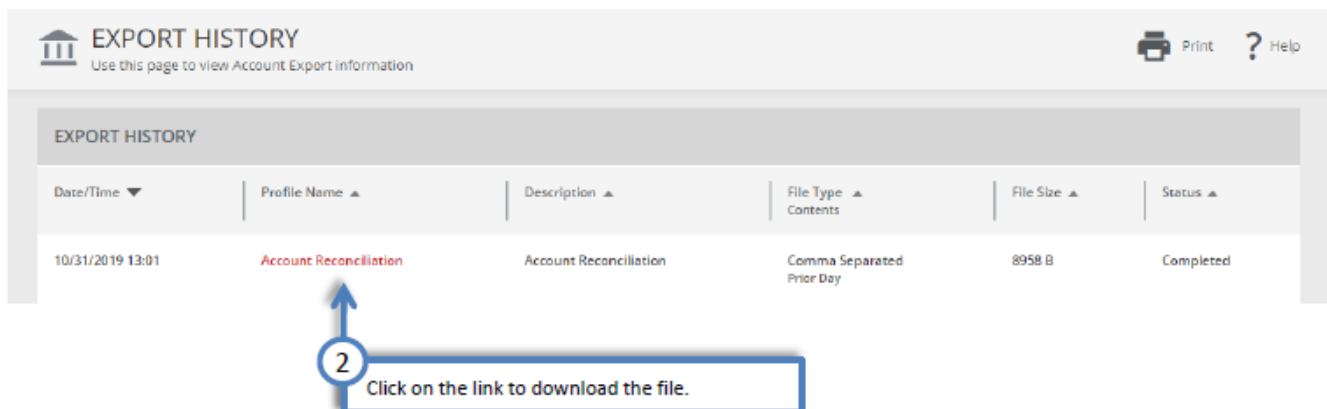 EXPORT HISTORY
Use this page to view Account Export information
Print
? Help
EXPORT HISTORY
Date/Time
Profile Name
Description
File Type
Contents
File Size
Status
10/31/2019 13:01
Account Reconciliation
Account Reconciliation
Comma Separated
Prior Day
8958 B
Completed
2
Click on the link to download the file.